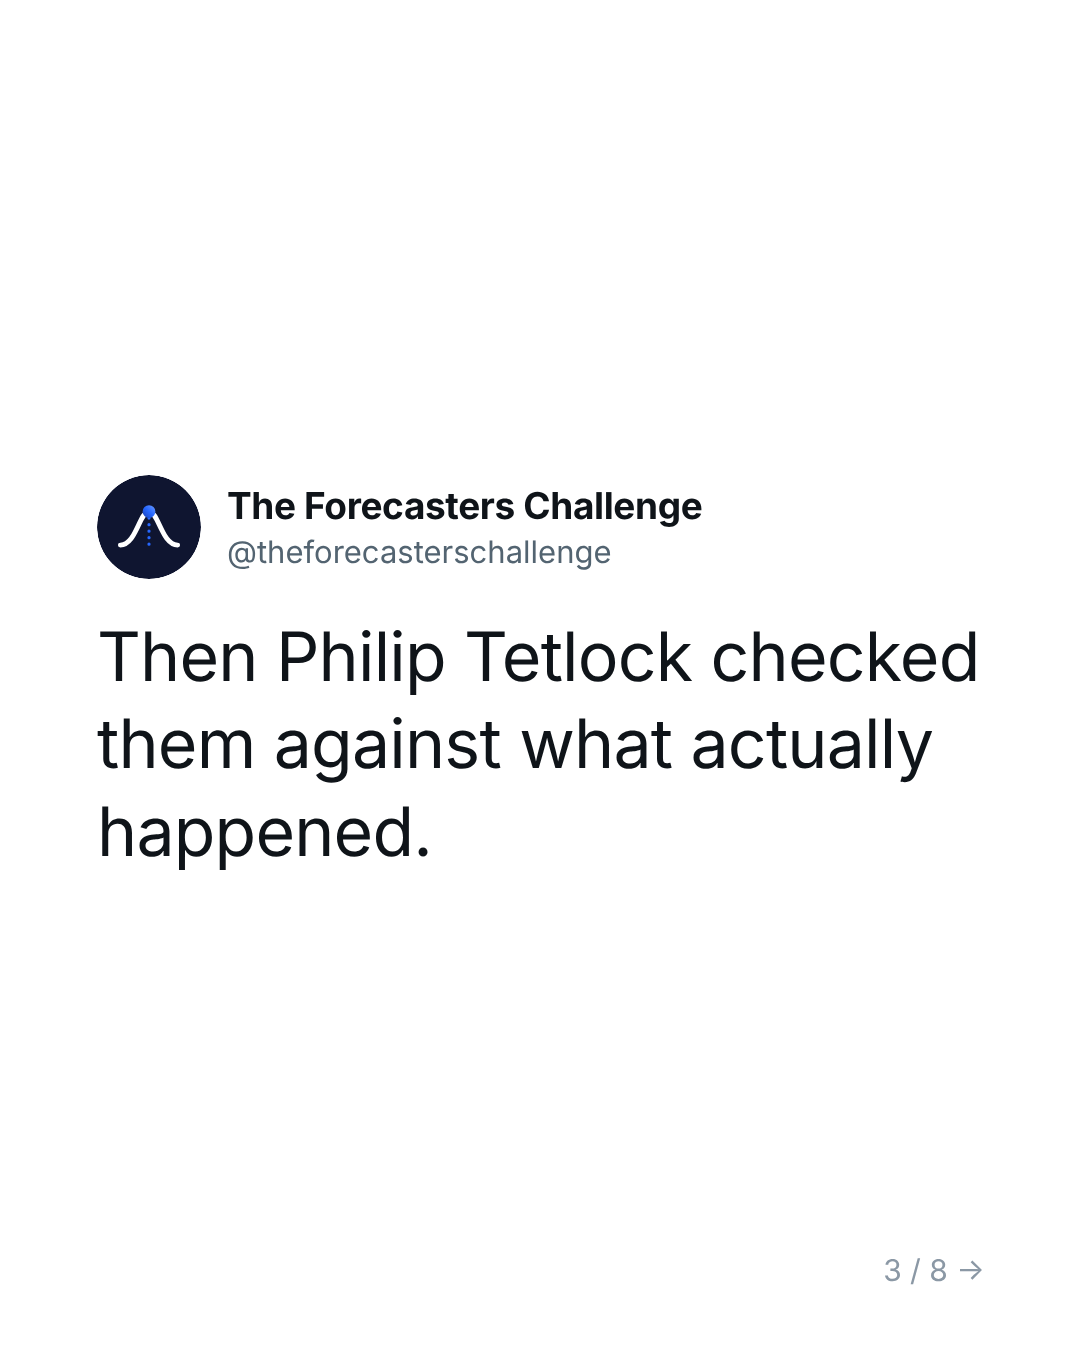 The Forecasters Challenge
@theforecasterschallenge
Then Philip Tetlock checked
them against what actually
happened.
3 / 8 →